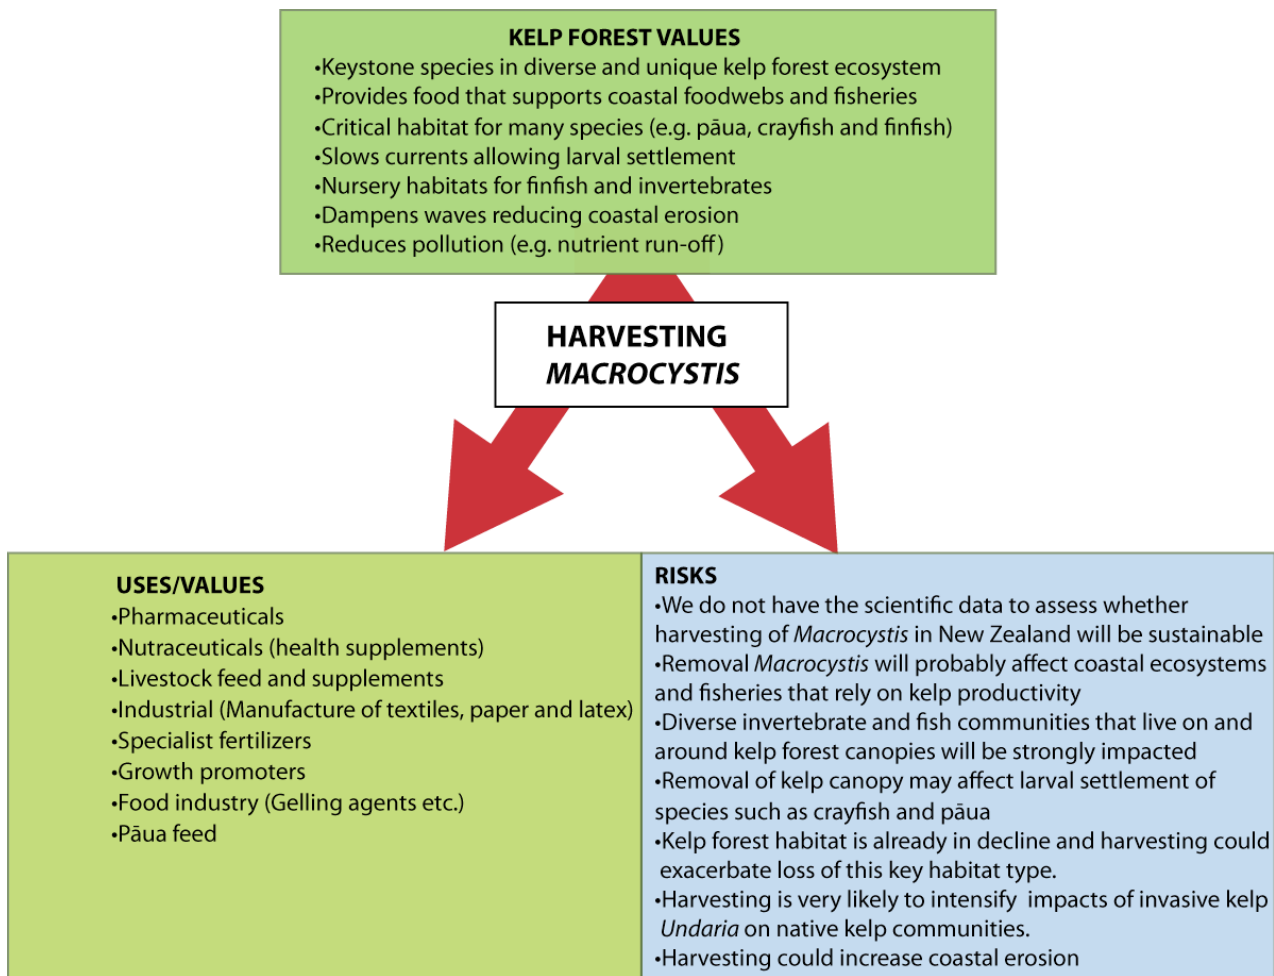 KELP FOREST VALUES
•Keystone species in diverse and unique kelp forest ecosystem
•Provides food that supports coastal foodwebs and fisheries
•Critical habitat for many species (e.g. pāua, crayfish and finfish)
•Slows currents allowing larval settlement
•Nursery habitats for finfish and invertebrates
•Dampens waves reducing coastal erosion
•Reduces pollution (e.g. nutrient run-off)
HARVESTING
MACROCYSTIS
USES/VALUES
•Pharmaceuticals
•Nutraceuticals (health supplements)
•Livestock feed and supplements
•Industrial (Manufacture of textiles, paper and latex)
•Specialist fertilizers
•Growth promoters
•Food industry (Gelling agents etc.)
•Pāua feed
RISKS
•We do not have the scientific data to assess whether
harvesting of Macrocystis in New Zealand will be sustainable
•Removal Macrocystis will probably affect coastal ecosystems
and fisheries that rely on kelp productivity
•Diverse invertebrate and fish communities that live on and
around kelp forest canopies will be strongly impacted
•Removal of kelp canopy may affect larval settlement of
species such as crayfish and pāua
•Kelp forest habitat is already in decline and harvesting could
exacerbate loss of this key habitat type.
•Harvesting is very likely to intensify impacts of invasive kelp
Undaria on native kelp communities.
•Harvesting could increase coastal erosion